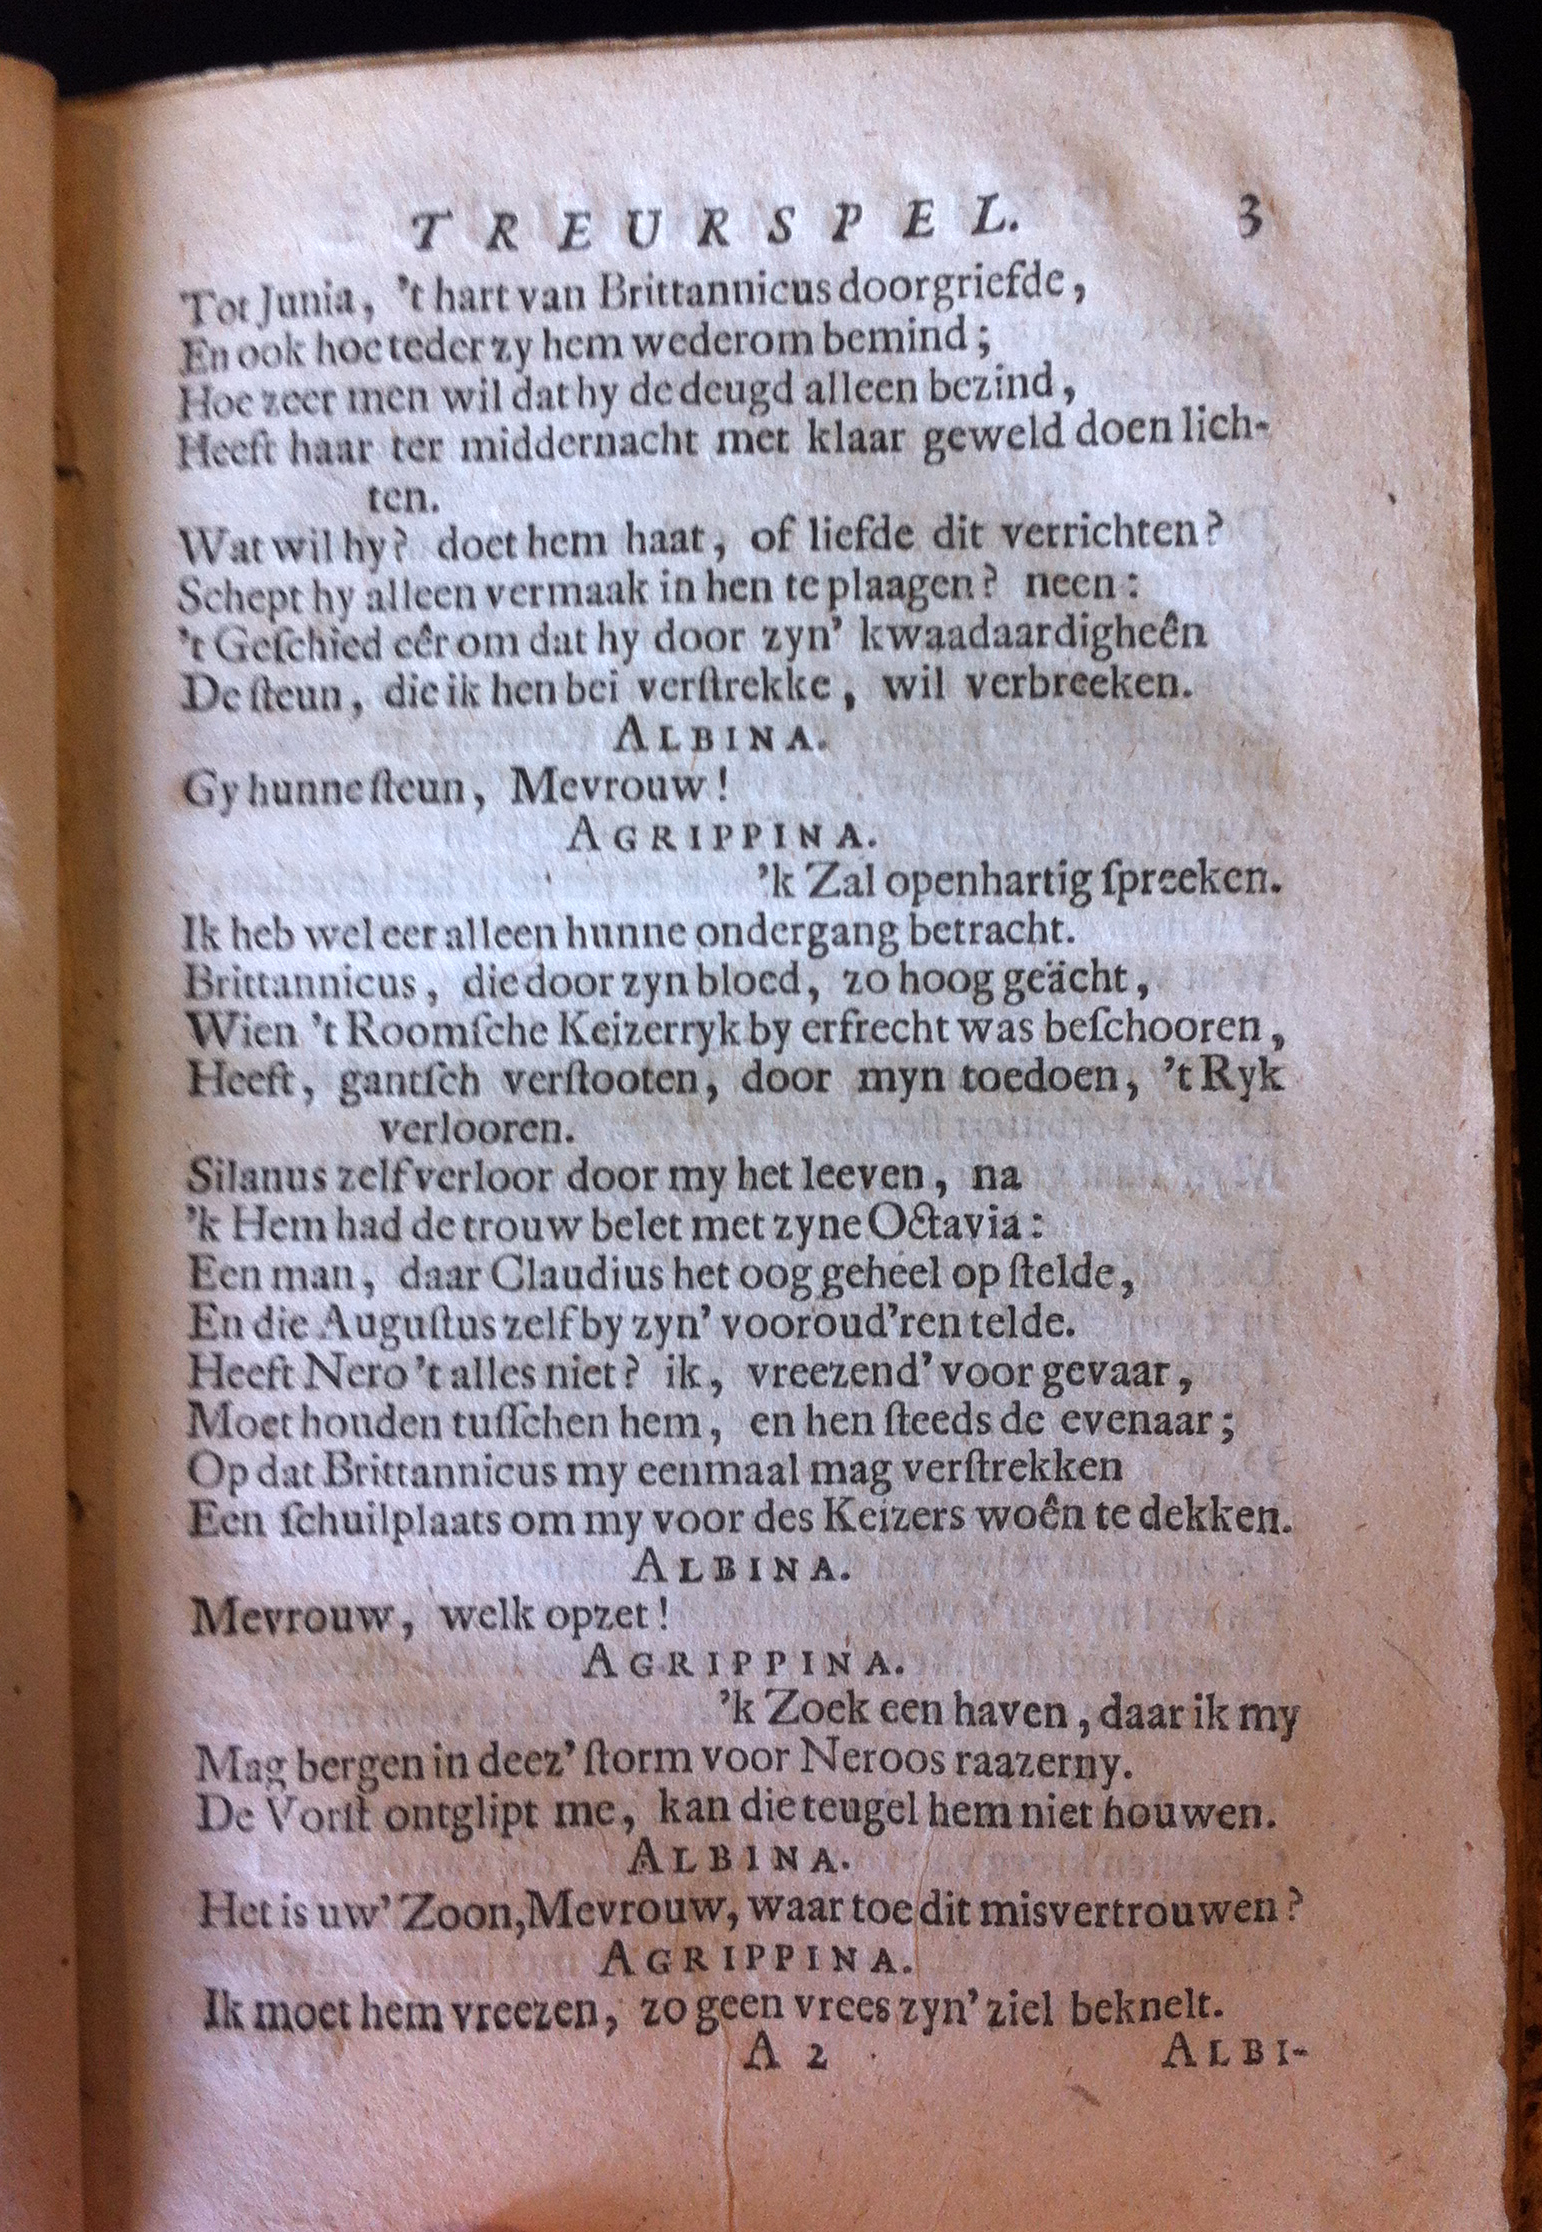 TREURSPEL. 3
Tot Junia, 't hart van Brittannicus doorgriefde,
En ook hoe teder zy hem wederom bemind;
Hoe zeer men wil dat hy de deugd alleen bezind,
Heeft haar ter middernacht met klaar geweld doen lich-
ten.
Wat wil hy? doet hem haat, of liefde dit verrichten?
Schept hy alleen vermaak in hen te plaagen? neen:
't Geſchied eêr om dat hy door zyn' kwaadaardigheên
De ſteun, die ik hen bei verſtrekke, wil verbreeken.
ALBINA.
Gy hunne ſteun, Mevrouw!
AGRIPPINA.
'k Zal openhartig ſpreeken.
Ik heb wel eer alleen hunne ondergang betracht.
Brittannicus, die door zyn bloed, zo hoog geächt,
Wien 't Roomſche Keizerryk by erfrecht was beſchooren,
Heeft, gantſch verſtooten, door myn toedoen, 't Ryk
verlooren.
Silanus zelf verloor door my het leeven, na
'k Hem had de trouw belet met zyne Octavia:
Een man, daar Claudius het oog geheel op ſtelde,
En die Auguſtus zelf by zyn' vooroud'ren telde.
Heeft Nero 't alles niet? ik, vreezend' voor gevaar,
Moet houden tuſſchen hem, en hen ſteeds de evenaar;
Op dat Brittannicus my eenmaal mag verſtrekken
Een ſchuilplaats om my voor des Keizers woên te dekken.
ALBINA.
Mevrouw, welk opzet!
AGRIPPINA.
'k Zoek een haven, daar ik my
Mag bergen in deez' ſtorm voor Neroos raazerny.
De Vorſt ontglipt me, kan die teugel hem niet houwen.
ALBINA.
Het is uw' Zoon, Mevrouw, waar toe dit misvertrouwen?
AGRIPPINA.
Ik moet hem vreezen, zo geen vrees zyn' ziel beknelt.
A 2 ALBI-